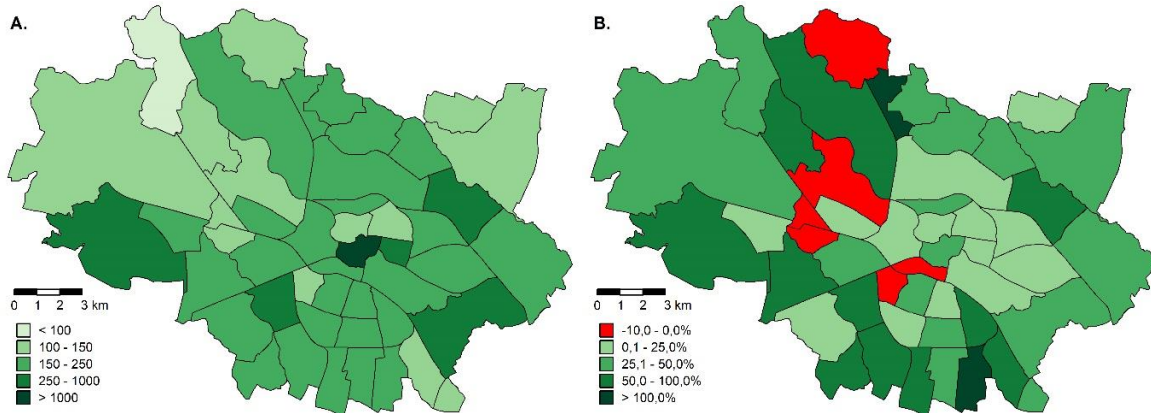 A.
0 1 2 3 km
< 100
100 - 150
150 - 250
250 - 1000
> 1000
B.
0 1 2 3 km
-10,0 - 0,0%
0,1 - 25,0%
25,1 - 50,0%
50,0 - 100,0%
> 100,0%